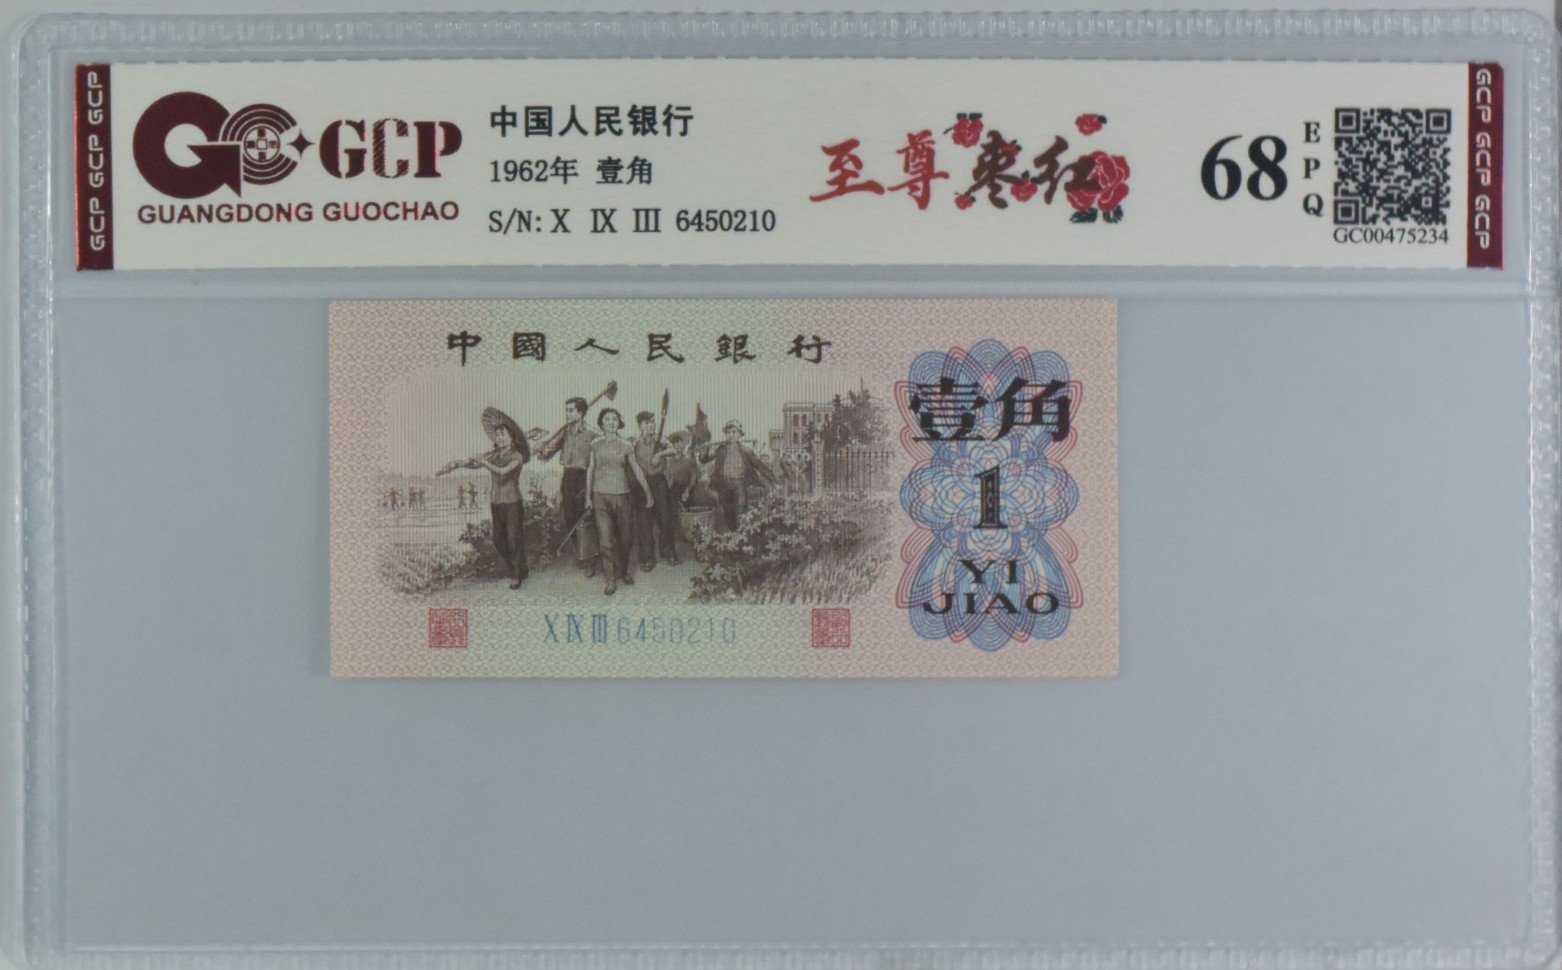 GCP GCP GCP
GCP
GUANGDONG GUOCHAO
中国人民银行
1962年 壹角
S/N: X IX III 6450210
至尊枣红
68
EPQ
GC00475234
GCP GCP GCP
中國人民銀行
壹角
1
YI
JIAO
X IX III 6450210